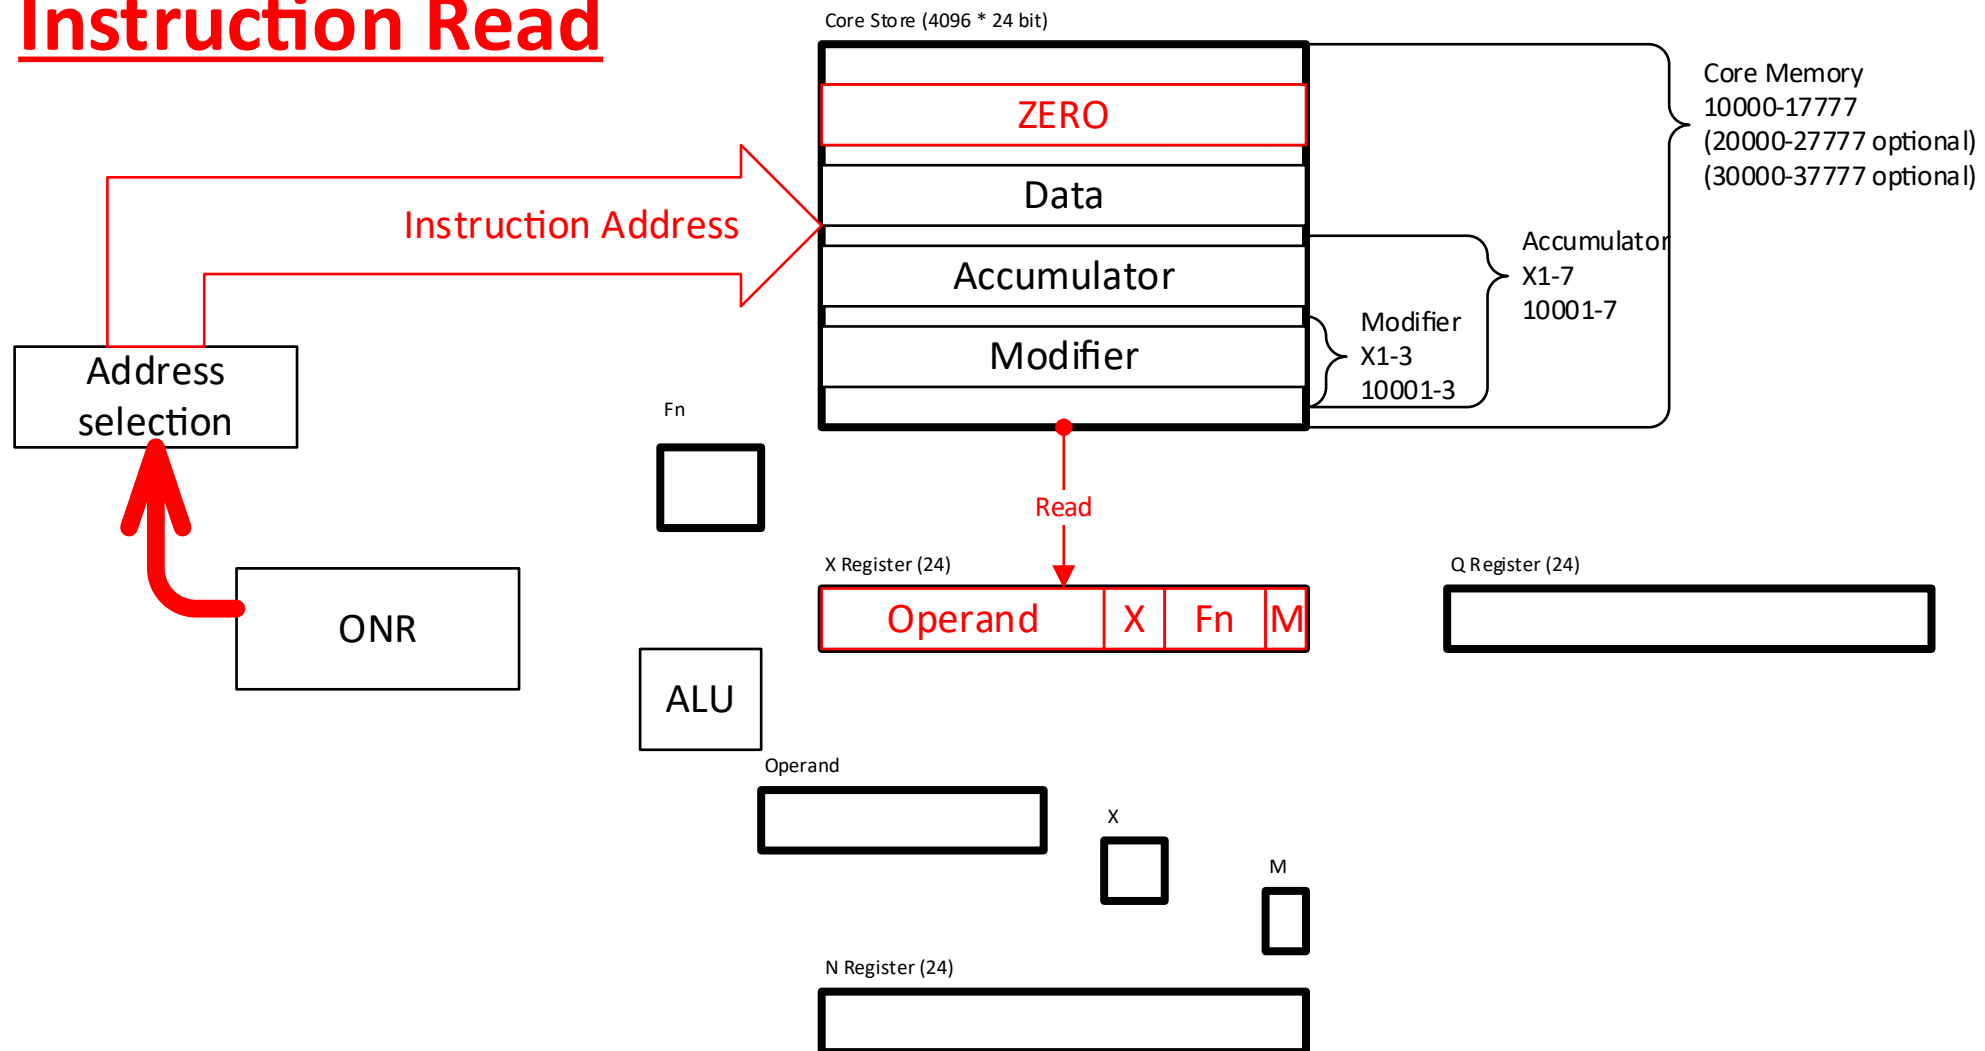 Instruction Read
Core Store (4096 * 24 bit)
ZERO
Data
Accumulator
Modifier
Core Memory
10000-17777
(20000-27777 optional)
(30000-37777 optional)
Accumulator
X1-7
10001-7
Modifier
X1-3
10001-3
Instruction Address
Address
selection
Fn
Read
X Register (24)
Operand X Fn M
Q Register (24)
ONR
ALU
Operand
X
M
N Register (24)